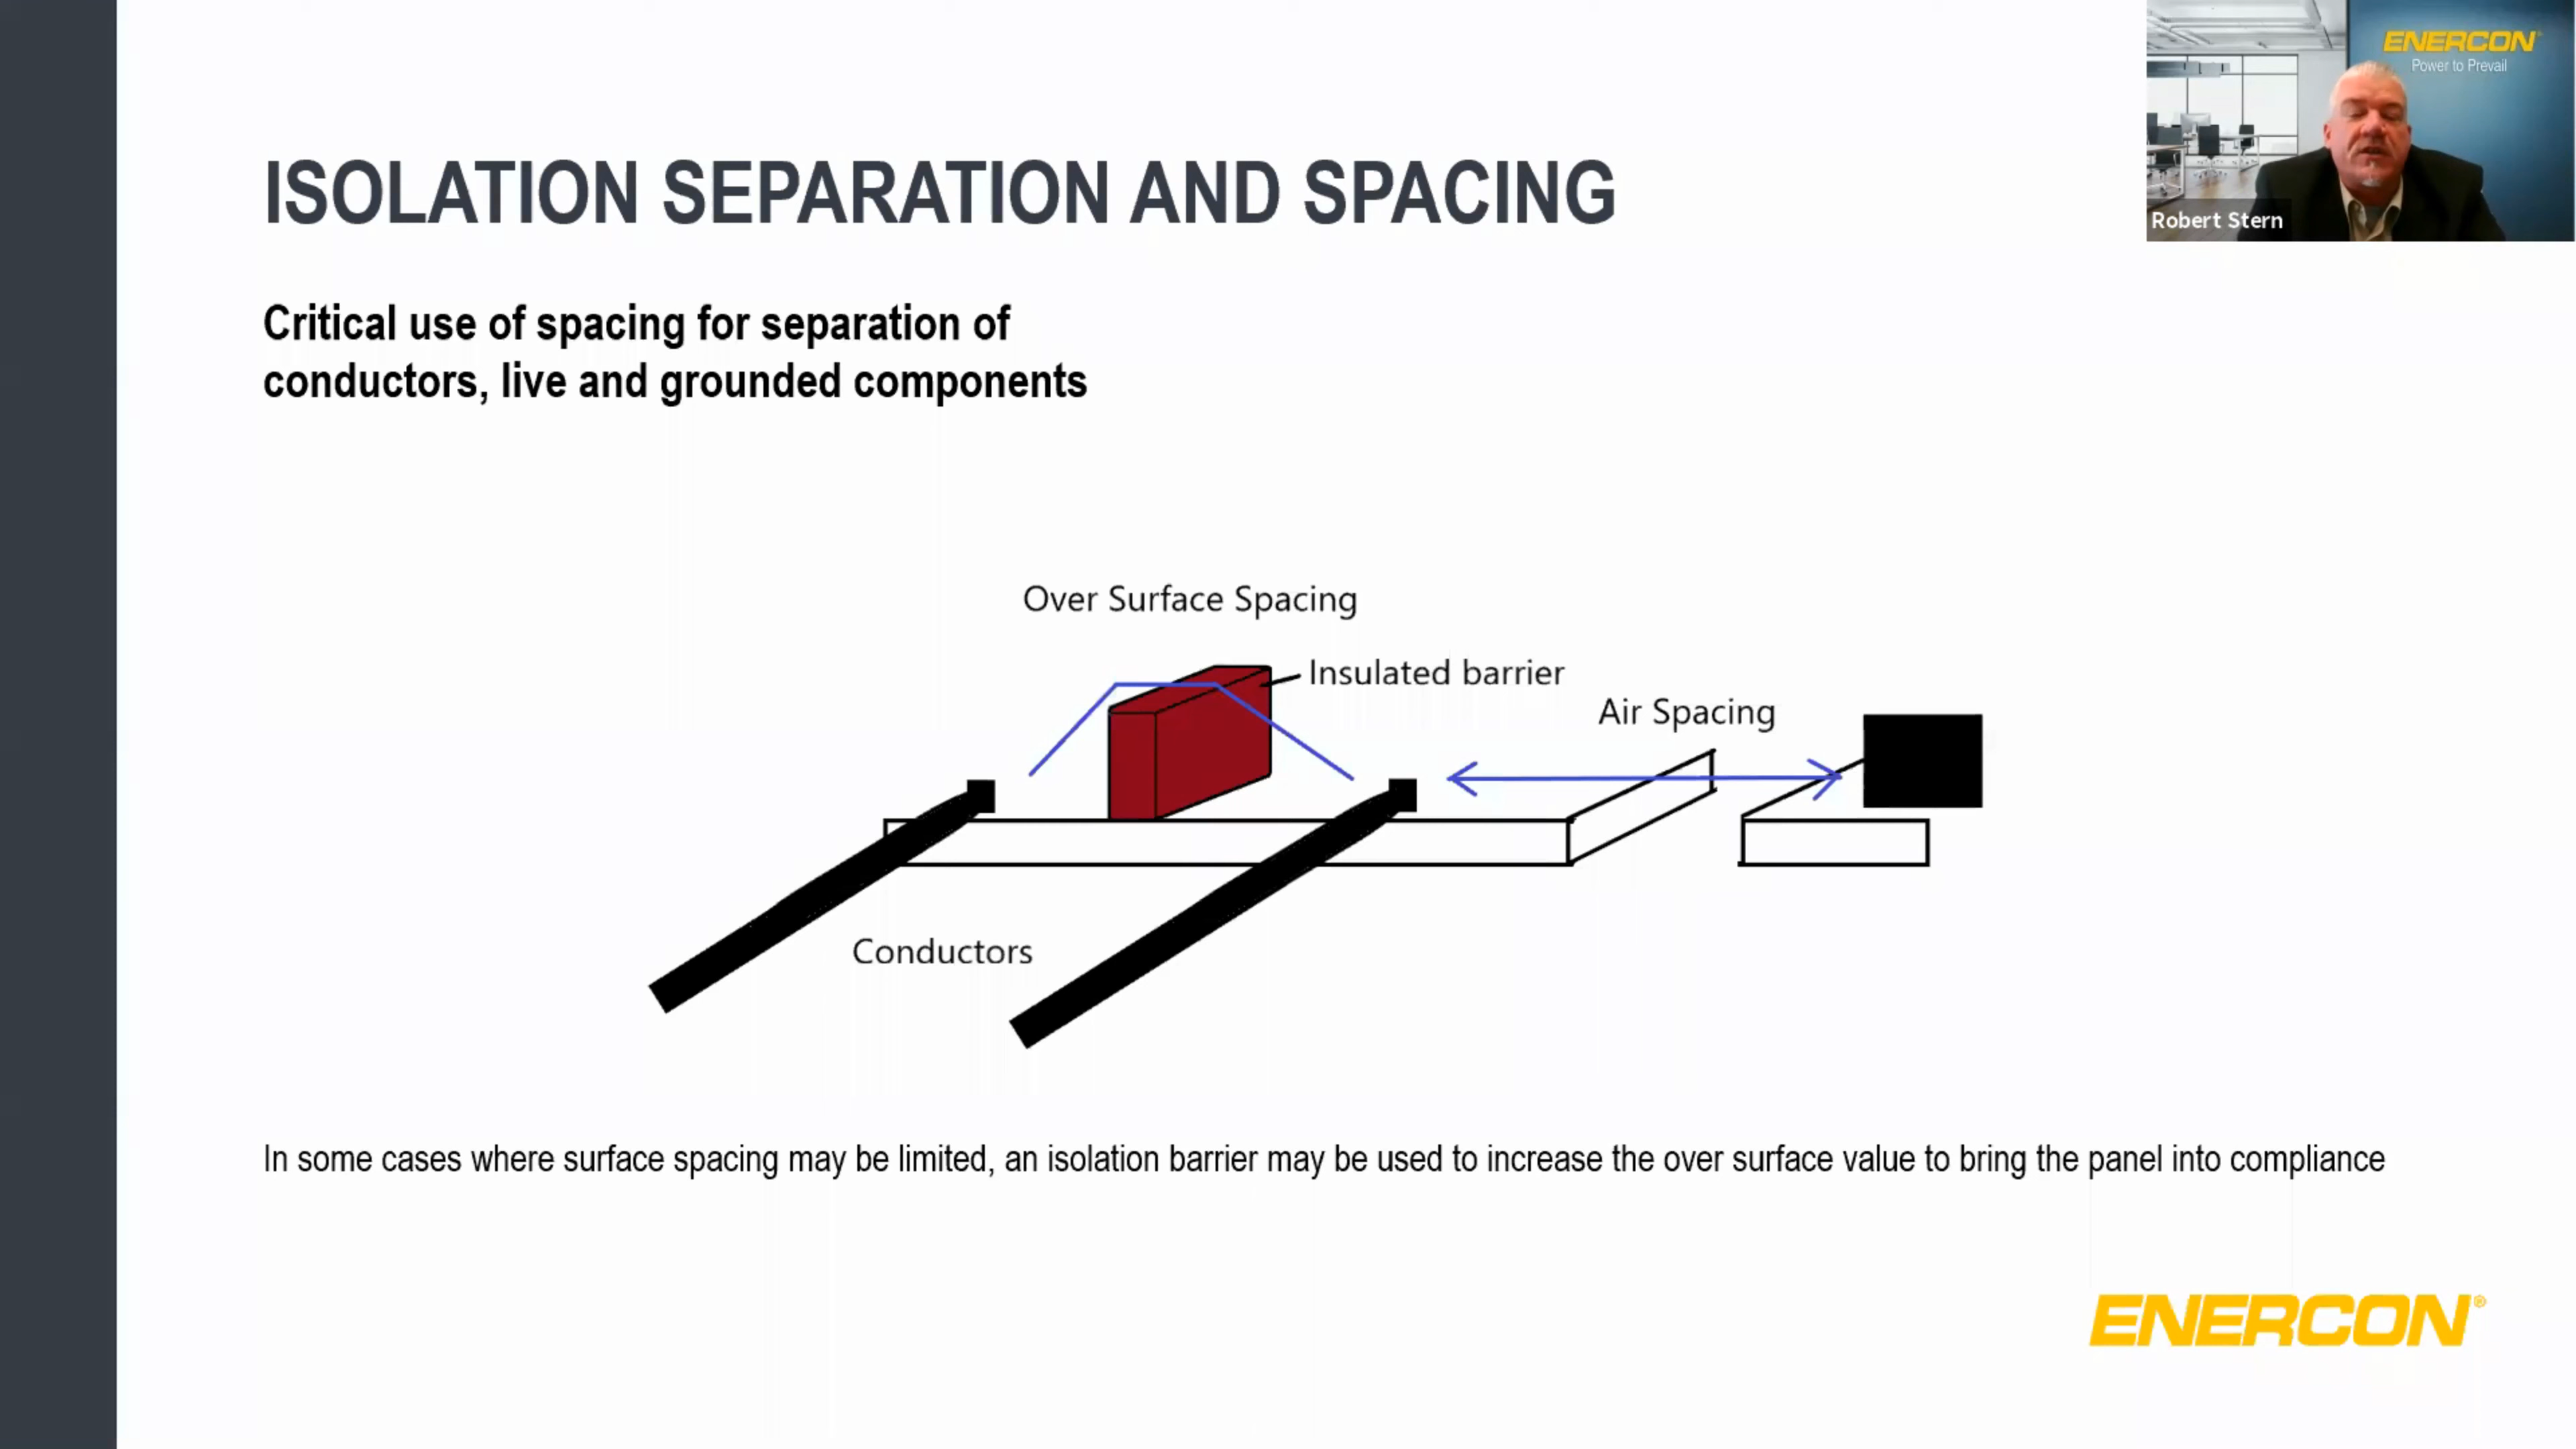 ENERCON®
Power to Prevail
Robert Stern
ISOLATION SEPARATION AND SPACING
Critical use of spacing for separation of
conductors, live and grounded components
Over Surface Spacing
Insulated barrier
Air Spacing
Conductors
In some cases where surface spacing may be limited, an isolation barrier may be used to increase the over surface value to bring the panel into compliance
ENERCON®